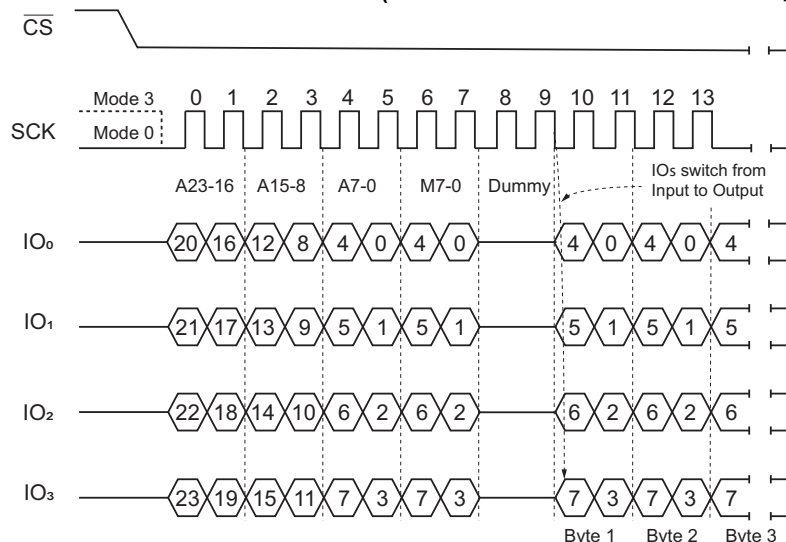 (
CS
Mode 3 0 1 2 3 4 5 6 7 8 9 10 11 12 13
SCK Mode 0
A23-16 A15-8 A7-0 M7-0 Dummy IOs switch from
Input to Output
IO₀ 20 16 12 8 4 0 4 0 4 0 4 0 4
IO₁ 21 17 13 9 5 1 5 1 5 1 5 1 5
IO₂ 22 18 14 10 6 2 6 2 6 2 6 2 6
IO₃ 23 19 15 11 7 3 7 3 7 3 7 3 7
Byte 1 Byte 2 Byte 3